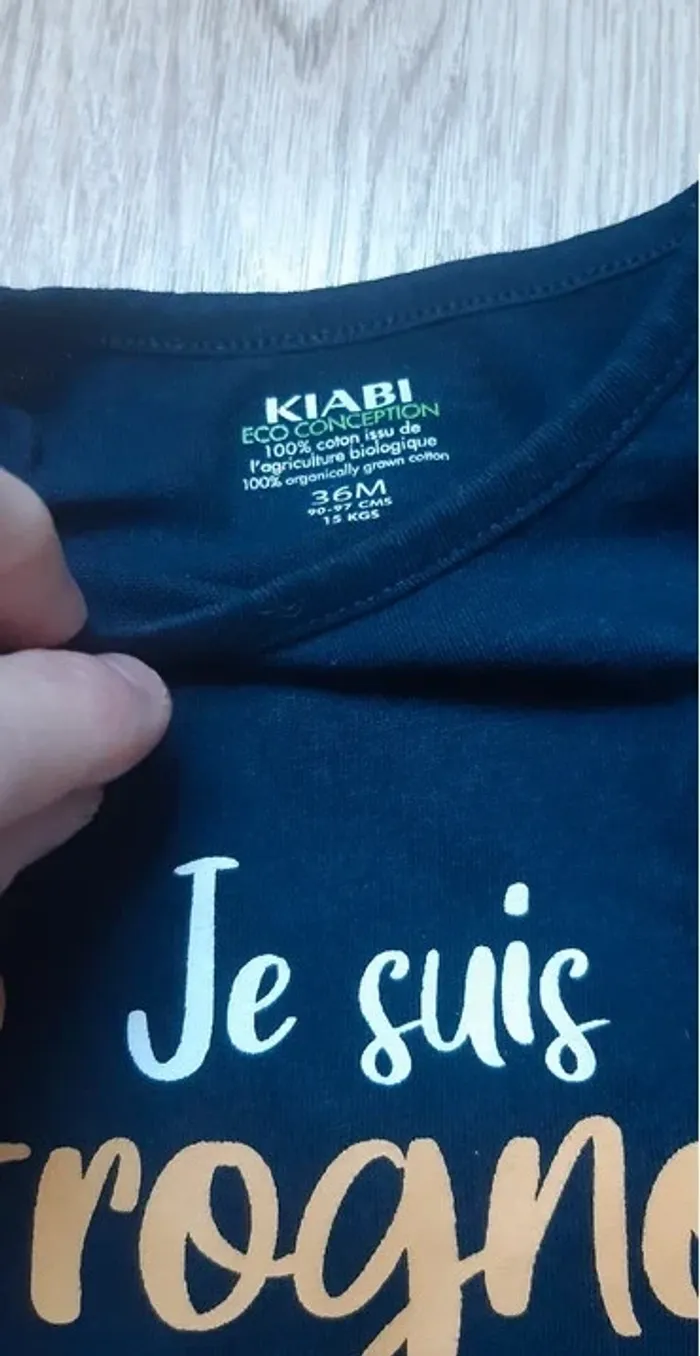 KIABI
ECO CONCEPTION
100% coton issu de
l'agriculture biologique
100% organically grown cotton
36M
90-97 CMS
15 KGS
Je suis